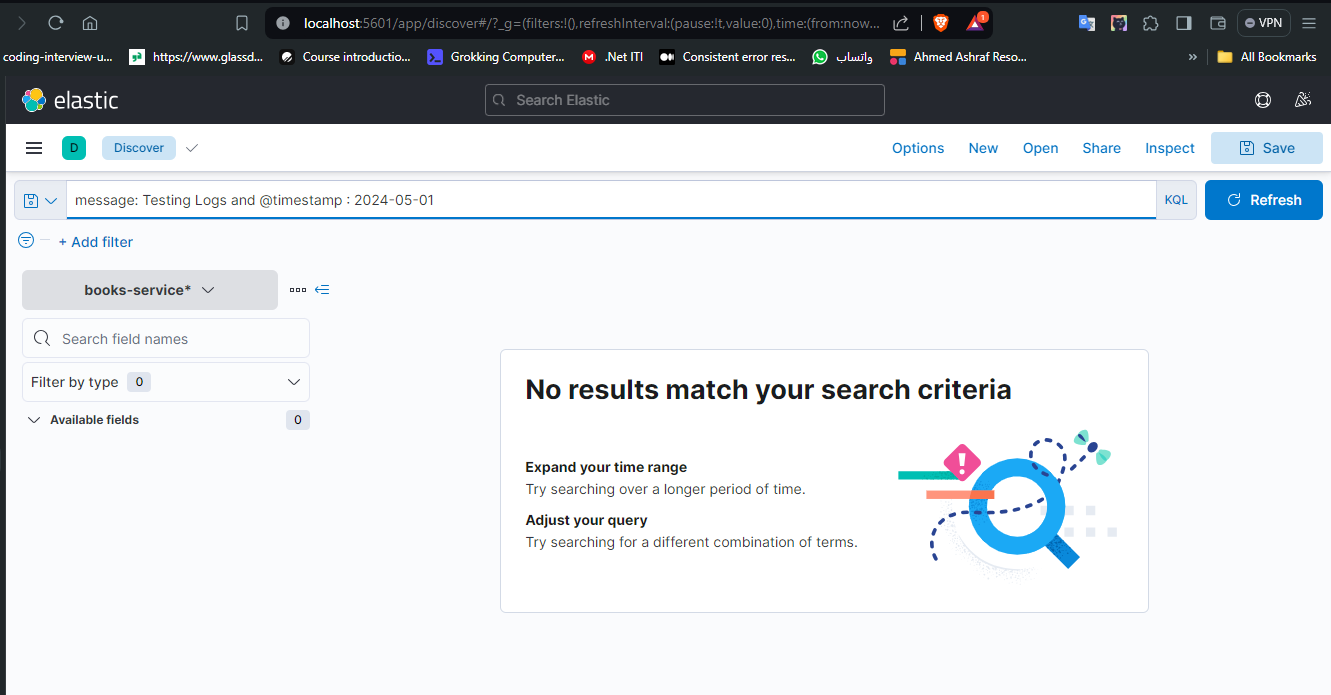 localhost:5601/app/discover#/?_g=(filters:!(),refreshInterval:(pause:!t,value:0),time:(from:now...
1
VPN
coding-interview-u...
https://www.glassd...
Course introductio...
Grokking Computer...
.Net ITI
Consistent error res...
واتساب
Ahmed Ashraf Reso...
»
All Bookmarks
elastic
Search Elastic
D
Discover
Options
New
Open
Share
Inspect
Save
message: Testing Logs and @timestamp : 2024-05-01
KQL
Refresh
+ Add filter
books-service*
Search field names
Filter by type 0
Available fields 0
No results match your search criteria
Expand your time range
Try searching over a longer period of time.
Adjust your query
Try searching for a different combination of terms.